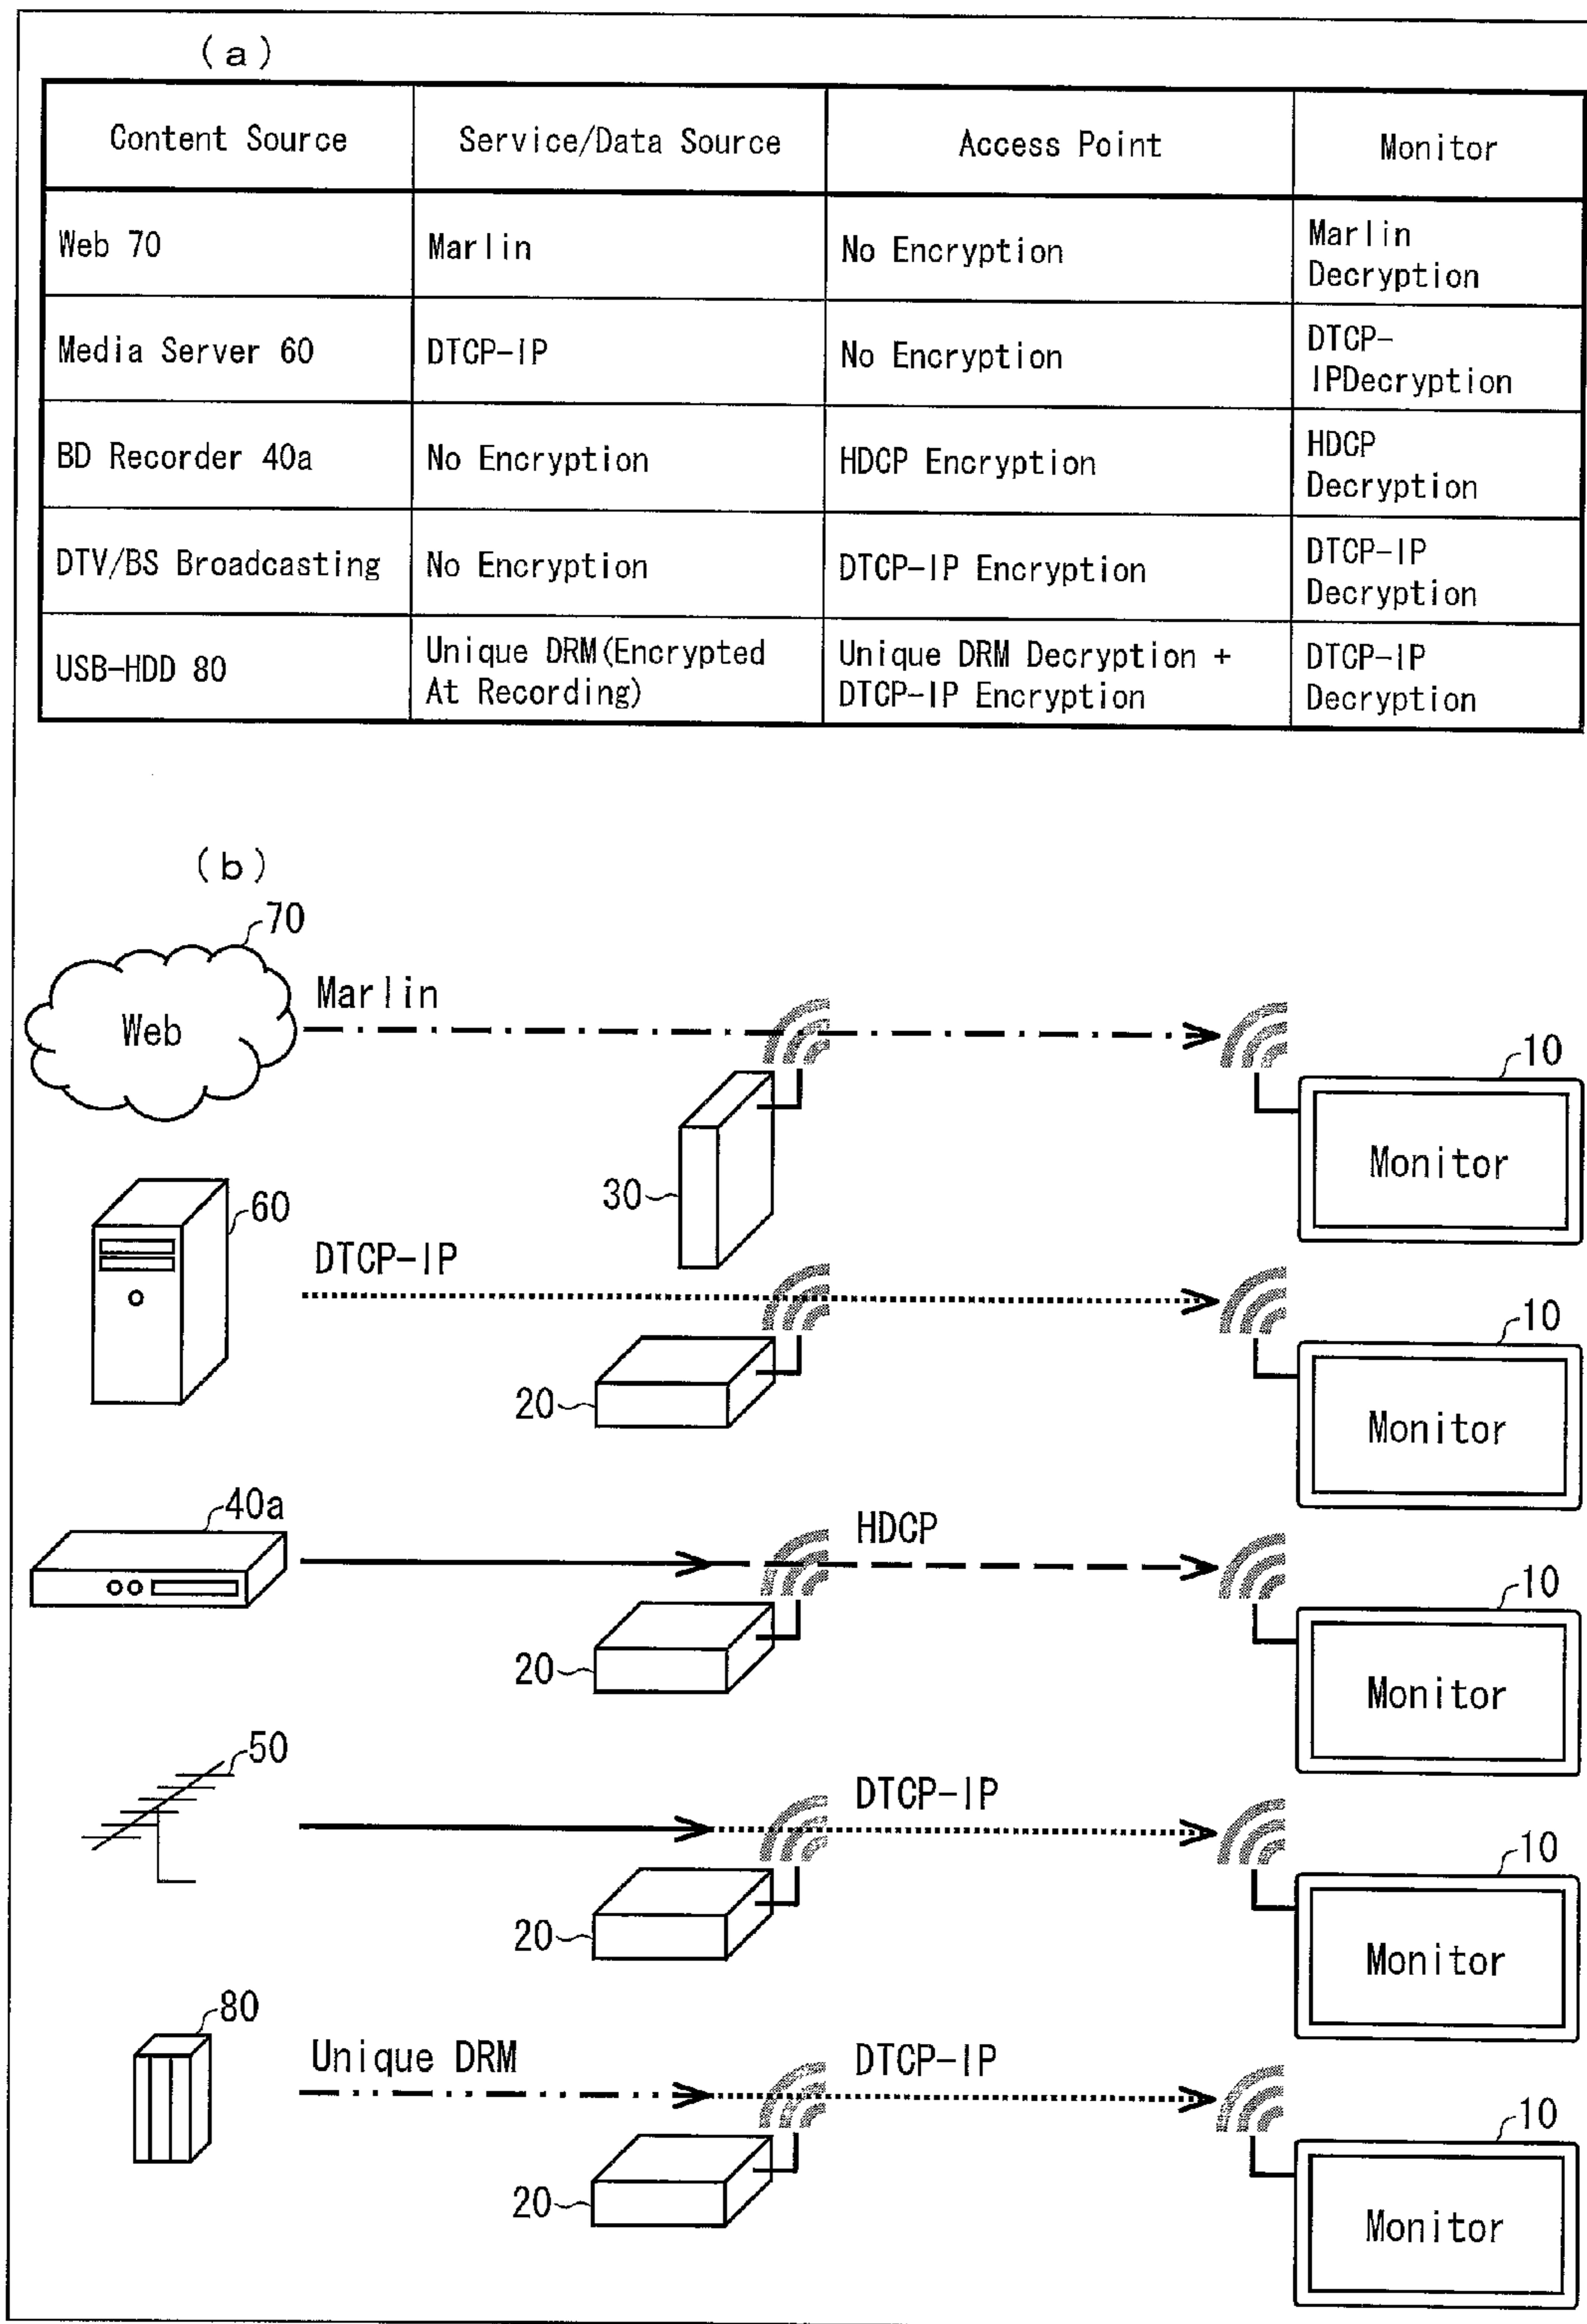 (a)
Content Source
Service/Data Source
Access Point
Monitor
Web 70
Marlin
No Encryption
Marlin
Decryption
Media Server 60
DTCP-IP
No Encryption
DTCP-
IPDecryption
BD Recorder 40a
No Encryption
HDCP Encryption
HDCP
Decryption
DTV/BS Broadcasting
No Encryption
DTCP-IP Encryption
DTCP-IP
Decryption
USB-HDD 80
Unique DRM(Encrypted
At Recording)
Unique DRM Decryption +
DTCP-IP Encryption
DTCP-IP
Decryption
(b)
70
Web
Marlin
30
10
Monitor
60
DTCP-IP
20
10
Monitor
40a
HDCP
20
10
Monitor
50
DTCP-IP
20
10
Monitor
80
Unique DRM
DTCP-IP
20
10
Monitor